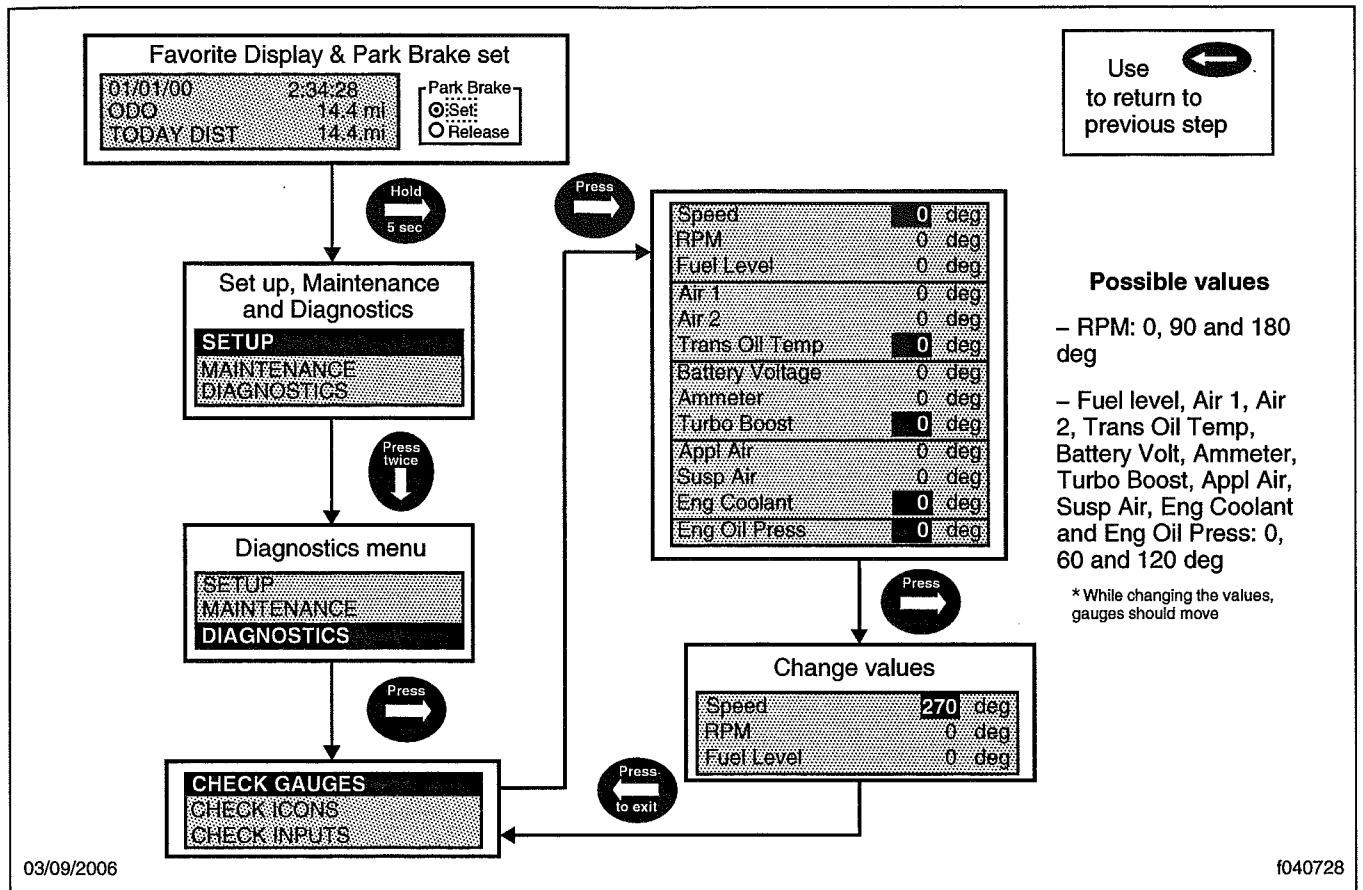 Favorite Display & Park Brake set
01/01/00 2:34:28
ODO 14.4 mi
TODAY DIST 14.4 mi
Park Brake
Set
Release
Use
to return to
previous step
Hold
5 sec
Set up, Maintenance
and Diagnostics
SETUP
MAINTENANCE
DIAGNOSTICS
Press
twice
Diagnostics menu
SETUP
MAINTENANCE
DIAGNOSTICS
Press
CHECK GAUGES
CHECK ICONS
CHECK INPUTS
Press
Speed 0 deg
RPM 0 deg
Fuel Level 0 deg
Air 1 0 deg
Air 2 0 deg
Trans Oil Temp 0 deg
Battery Voltage 0 deg
Ammeter 0 deg
Turbo Boost 0 deg
Appl Air 0 deg
Susp Air 0 deg
Eng Coolant 0 deg
Eng Oil Press 0 deg
Press
Change values
Speed 270 deg
RPM 0 deg
Fuel Level 0 deg
Press
to exit
Possible values
– RPM: 0, 90 and 180
deg
– Fuel level, Air 1, Air
2, Trans Oil Temp,
Battery Volt, Ammeter,
Turbo Boost, Appl Air,
Susp Air, Eng Coolant
and Eng Oil Press: 0,
60 and 120 deg
* While changing the values,
gauges should move
03/09/2006
f040728